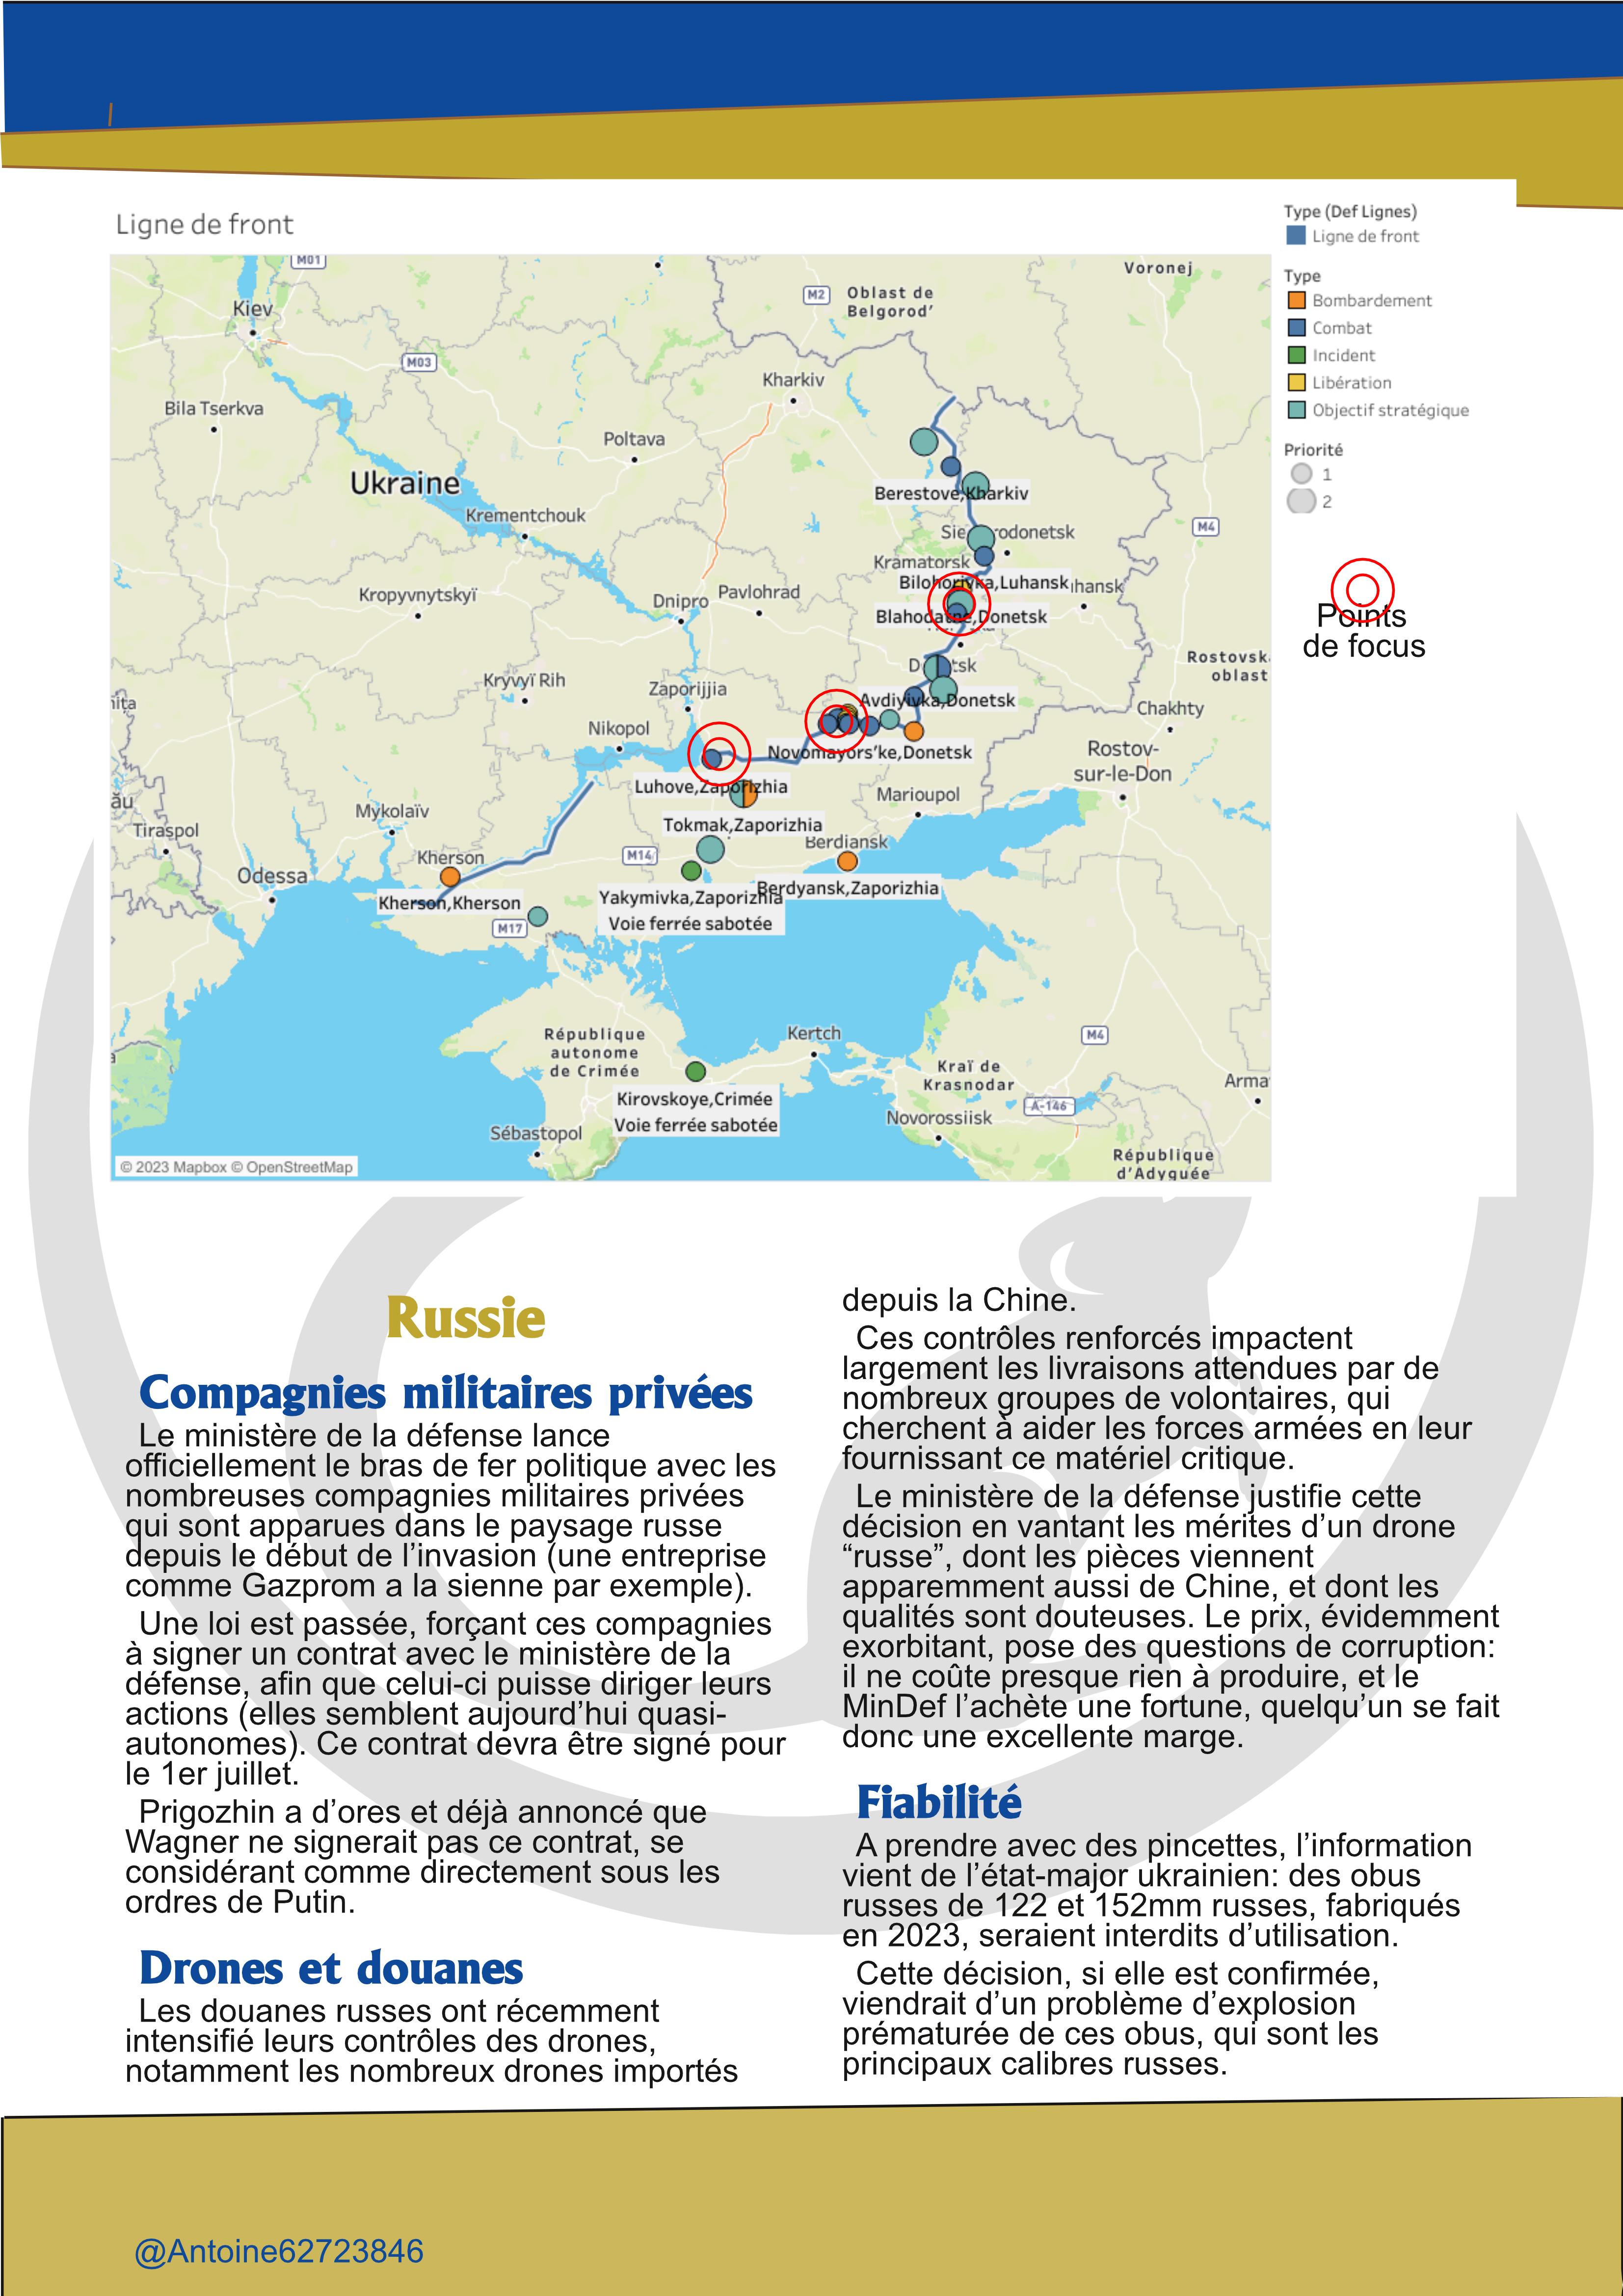 Ligne de front
Type (Def Lignes)
Ligne de front
Type
Bombardement
Combat
Incident
Libération
Objectif stratégique
Priorité
1
2
Points
de focus
M01
Voronej
M2
Oblast de
Belgorod'
Kiev
M03
Kharkiv
Bila Tserkva
Poltava
Ukraine
Berestove,Kharkiv
Krementchouk
M4
Kramatorsk
Bilohorivka,Luhansk
Kropyvnytskyï
Dnipro
Pavlohrad
Blahodatne,Donetsk
Rostovsk
oblast
Kryvyï Rih
Zaporijjia
Avdiyivka,Donetsk
Chakhty
Nikopol
Novomayors'ke,Donetsk
Rostov-
sur-le-Don
Luhove,Zaporizhia
Marioupol
Mykolaïv
Tiraspol
Tokmak,Zaporizhia
Berdiansk
Kherson
M14
Odessa
Berdyansk,Zaporizhia
Kherson,Kherson
Yakymivka,Zaporizhia
Voie ferrée sabotée
M17
République
autonome
de Crimée
Kertch
M4
Kraï de
Krasnodar
Arma
Kirovskoye,Crimée
Voie ferrée sabotée
A-146
Novorossiisk
Sébastopol
République
d'Adyguée
© 2023 Mapbox © OpenStreetMap
Russie
Compagnies militaires privées
Le ministère de la défense lance
officiellement le bras de fer politique avec les
nombreuses compagnies militaires privées
qui sont apparues dans le paysage russe
depuis le début de l'invasion (une entreprise
comme Gazprom a la sienne par exemple).
Une loi est passée, forçant ces compagnies
à signer un contrat avec le ministère de la
défense, afin que celui-ci puisse diriger leurs
actions (elles semblent aujourd'hui quasi-
autonomes). Ce contrat devra être signé pour
le 1er juillet.
Prigozhin a d'ores et déjà annoncé que
Wagner ne signerait pas ce contrat, se
considérant comme directement sous les
ordres de Putin.
Drones et douanes
Les douanes russes ont récemment
intensifié leurs contrôles des drones,
notamment les nombreux drones importés
depuis la Chine.
Ces contrôles renforcés impactent
largement les livraisons attendues par de
nombreux groupes de volontaires, qui
cherchent à aider les forces armées en leur
fournissant ce matériel critique.
Le ministère de la défense justifie cette
décision en vantant les mérites d'un drone
“russe”, dont les pièces viennent
apparemment aussi de Chine, et dont les
qualités sont douteuses. Le prix, évidemment
exorbitant, pose des questions de corruption:
il ne coûte presque rien à produire, et le
MinDef l'achète une fortune, quelqu'un se fait
donc une excellente marge.
Fiabilité
A prendre avec des pincettes, l'information
vient de l'état-major ukrainien: des obus
russes de 122 et 152mm russes, fabriqués
en 2023, seraient interdits d'utilisation.
Cette décision, si elle est confirmée,
viendrait d'un problème d'explosion
prématurée de ces obus, qui sont les
principaux calibres russes.
@Antoine62723846